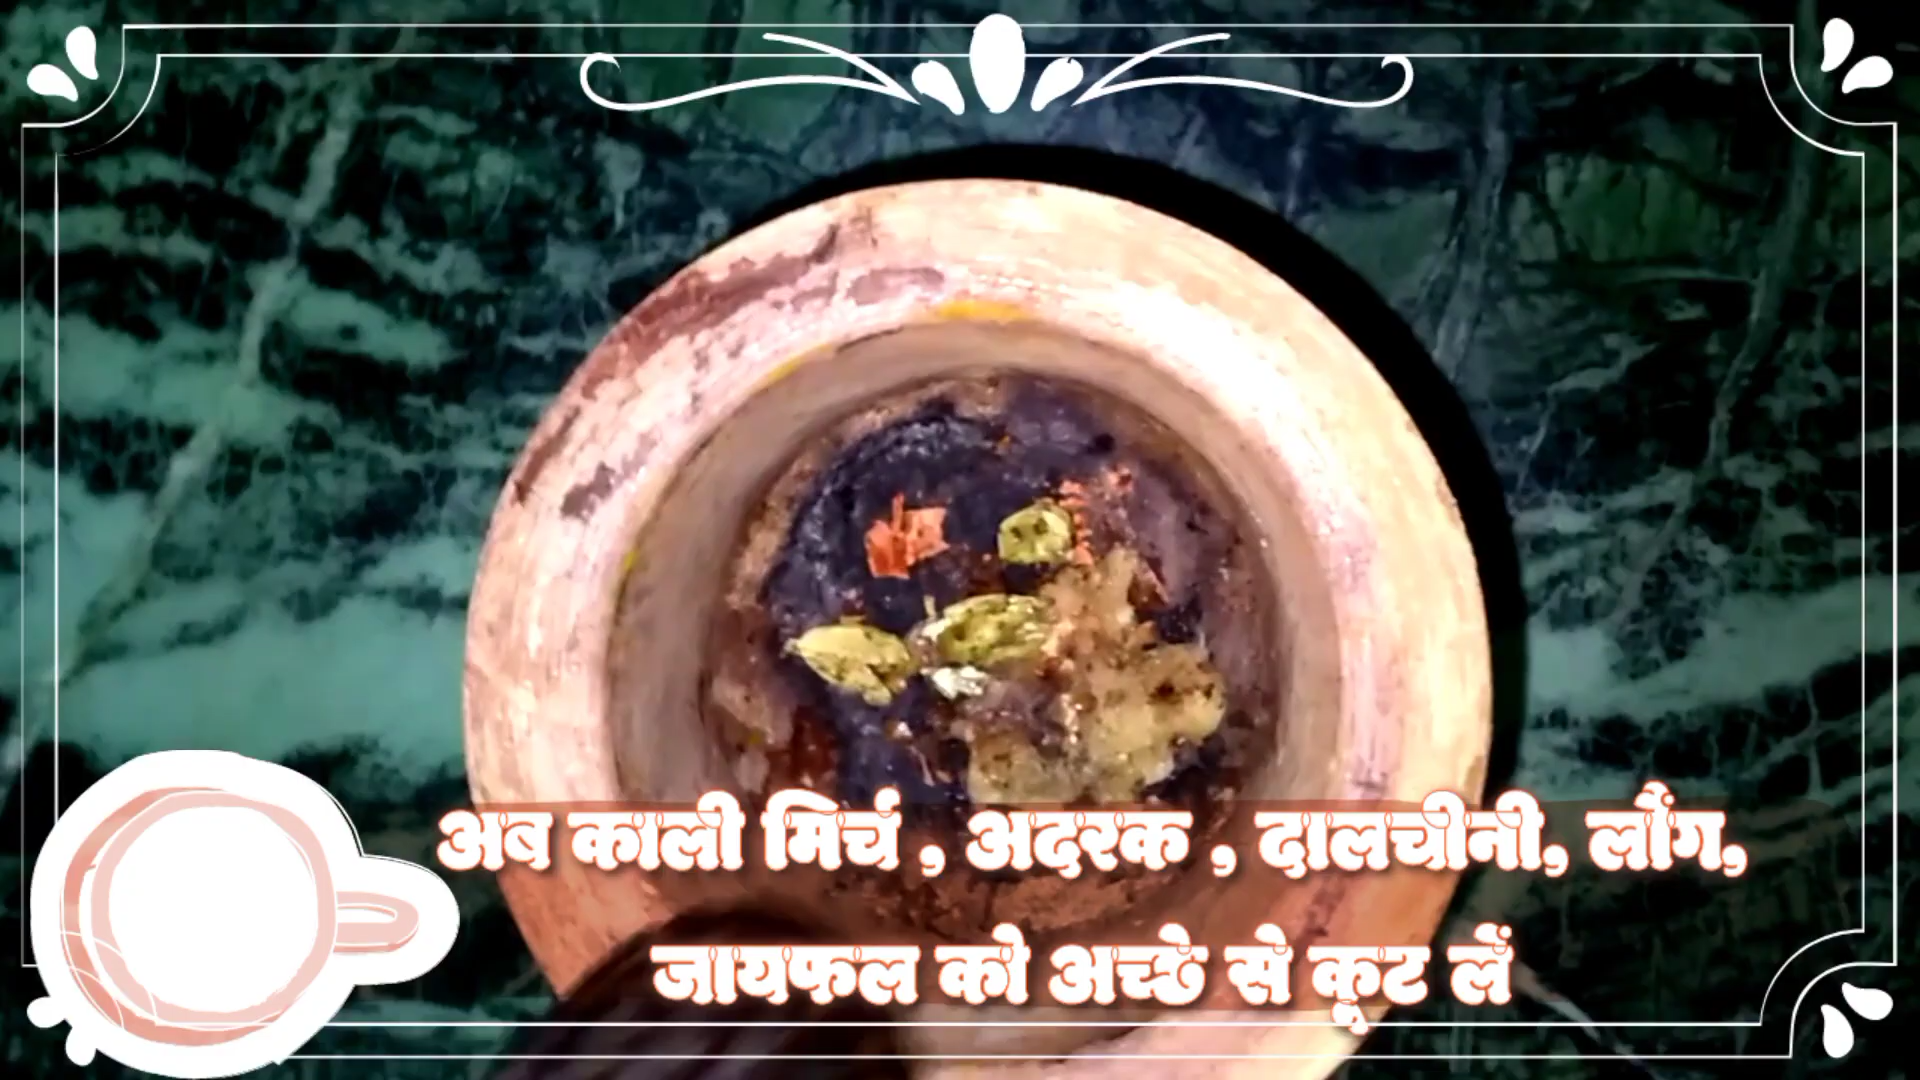 अब काली मिर्च , अदरक , दालचीनी, लौंग,
जायफल को अच्छे से कूट लें